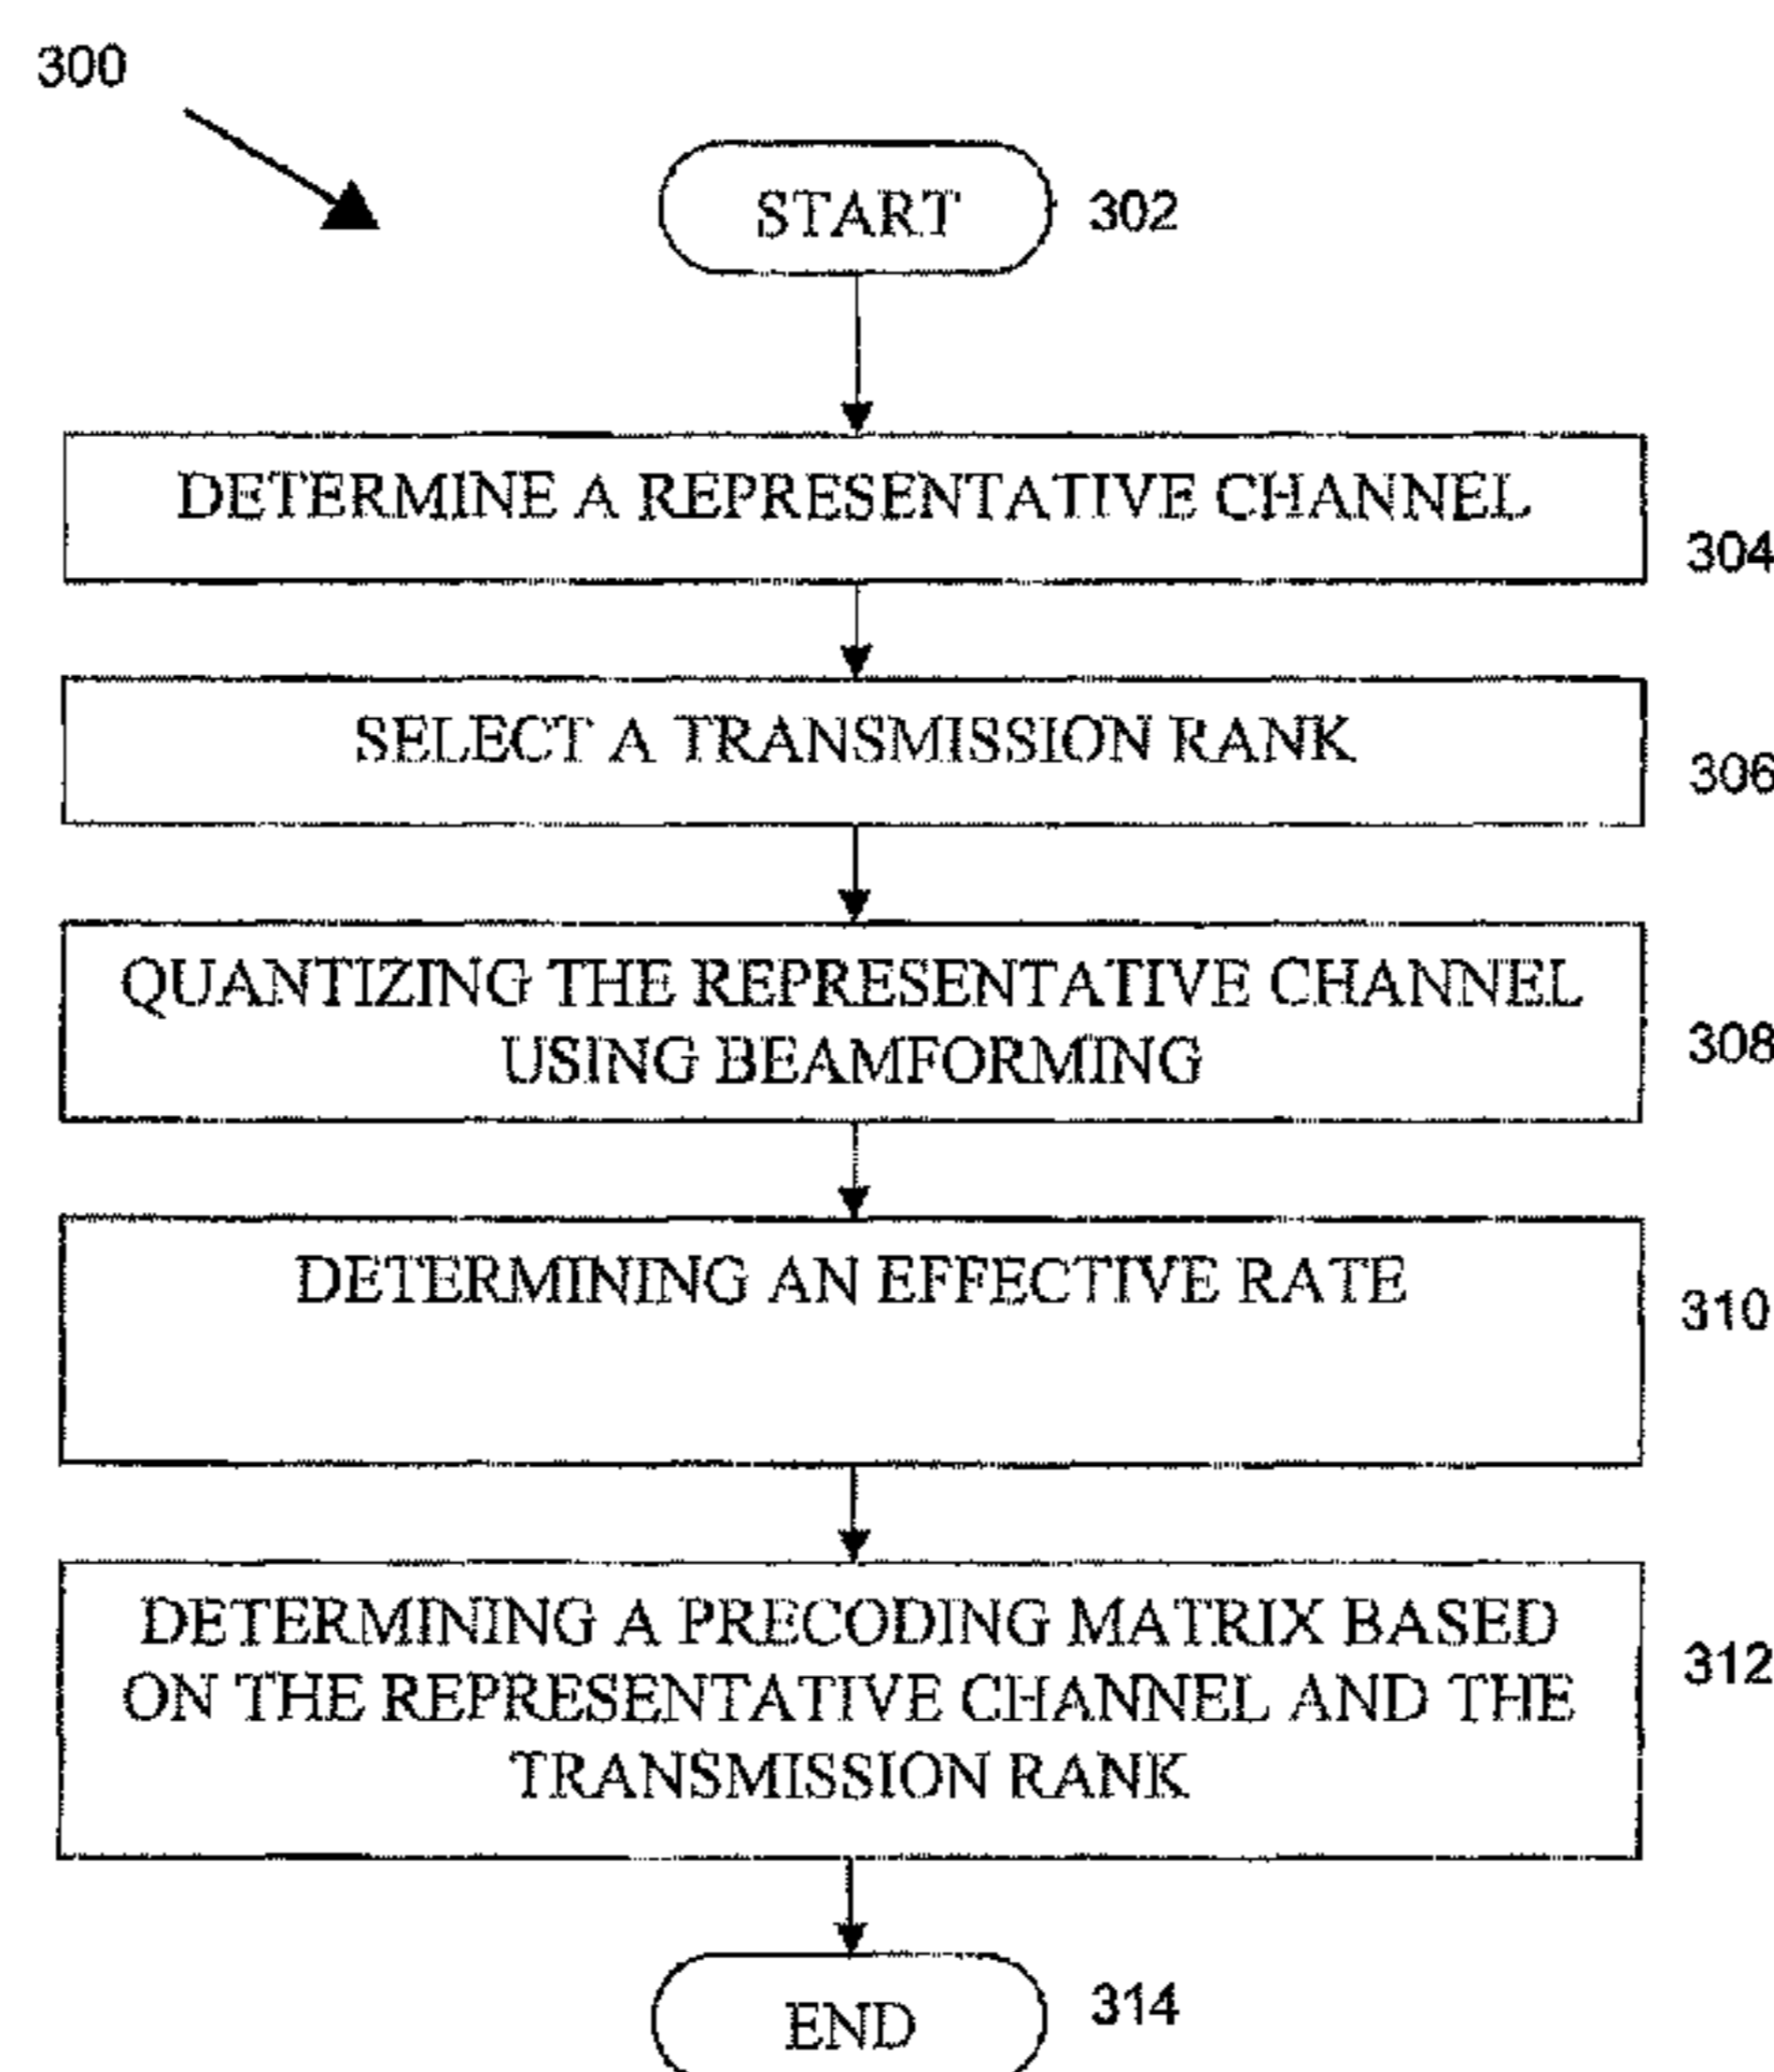 300
START
302
DETERMINE A REPRESENTATIVE CHANNEL
304
SELECT A TRANSMISSION RANK
306
QUANTIZING THE REPRESENTATIVE CHANNEL
USING BEAMFORMING
308
DETERMINING AN EFFECTIVE RATE
310
DETERMINING A PRECODING MATRIX BASED
ON THE REPRESENTATIVE CHANNEL AND THE
TRANSMISSION RANK
312
END
314